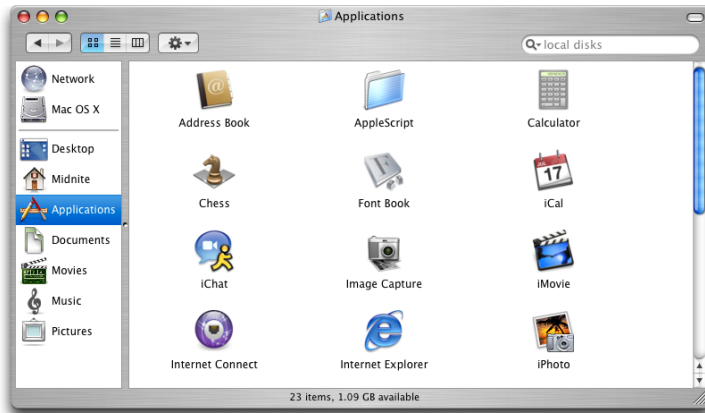 Applications
local disks
Network
Mac OS X
Desktop
Midnite
Applications
Documents
Movies
Music
Pictures
Address Book
AppleScript
Calculator
Chess
Font Book
JUL
17
iCal
iChat
Image Capture
iMovie
Internet Connect
Internet Explorer
iPhoto
23 items, 1.09 GB available